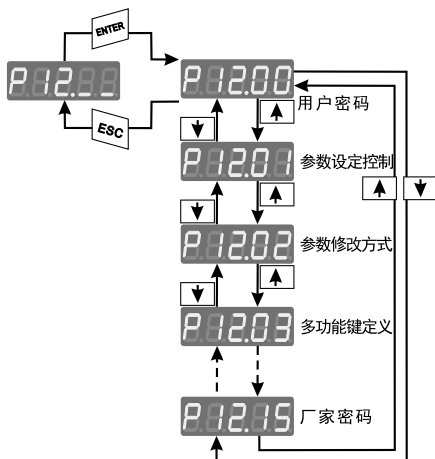 ENTER
P12._ _
P12.00
用户密码
ESC
P12.01
参数设定控制
P12.02
参数修改方式
P12.03
多功能键定义
P12.15
厂家密码